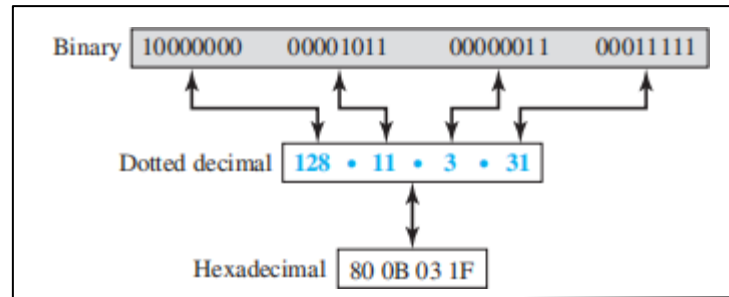 Binary 10000000 00001011 00000011 00011111
Dotted decimal 128 • 11 • 3 • 31
Hexadecimal 80 0B 03 1F